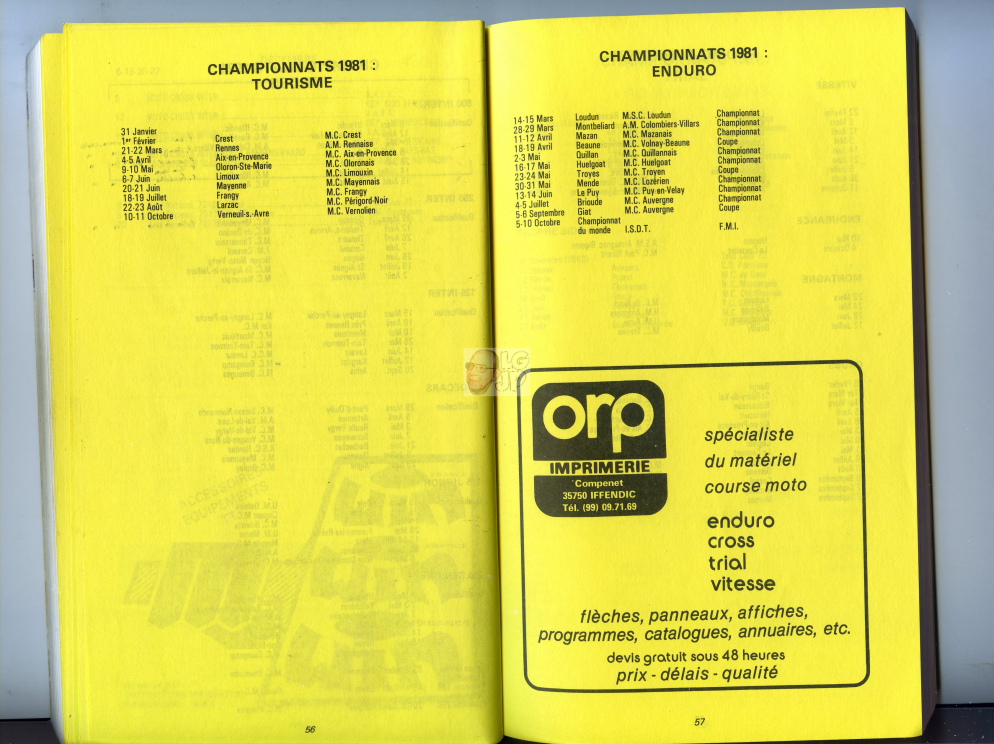 CHAMPIONNATS 1981 :
TOURISME
31 Janvier
1er Février Crest M.C. Crest
21-22 Mars Rennes A.M. Rennaise
4-5 Avril Aix-en-Provence M.C. Aix-en-Provence
9-10 Mai Oloron-Ste-Marie M.C. Oloronais
6-7 Juin Limoux M.C. Limouxin
20-21 Juin Mayenne M.C. Mayennais
18-19 Juillet Frangy M.C. Frangy
22-23 Août Larzac M.C. Périgord-Noir
10-11 Octobre Verneuil-s.-Avre M.C. Vernolien
56
CHAMPIONNATS 1981 :
ENDURO
14-15 Mars Loudun M.S.C. Loudun Championnat
28-29 Mars Montbeliard A.M. Colombiers-Villars Championnat
11-12 Avril Mazan M.C. Mazanais Championnat
18-19 Avril Beaune M.C. Volnay-Beaune Coupe
2-3 Mai Quillan M.C. Quillannais Championnat
16-17 Mai Huelgoat M.C. Huelgoat Championnat
23-24 Mai Troyes M.C. Troyen Coupe
30-31 Mai Mende M.C. Lozérien Championnat
13-14 Juin Le Puy M.C. Puy en-Velay Championnat
4-5 Juillet Brioude M.C. Auvergne Championnat
5-6 Septembre Giat M.C. Auvergne Coupe
5-10 Octobre Championnat
du monde I.S.D.T. F.M.I.
orp
IMPRIMERIE
Compenet
35750 IFFENDIC
Tél. (99) 09.71.69
spécialiste
du matériel
course moto
enduro
cross
trial
vitesse
flèches, panneaux, affiches,
programmes, catalogues, annuaires, etc.
devis gratuit sous 48 heures
prix - délais - qualité
57